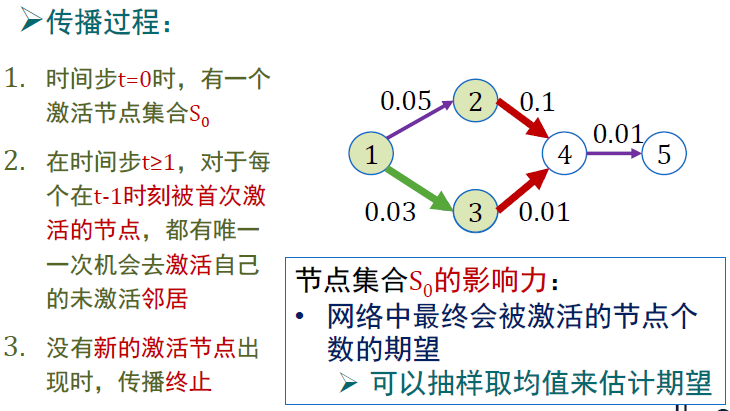 ➢传播过程：
1. 时间步t=0时，有一个
激活节点集合S₀
2. 在时间步t≥1，对于每
个在t-1时刻被首次激
活的节点，都有唯一
一次机会去激活自己
的未激活邻居
3. 没有新的激活节点出
现时，传播终止
0.05
2
0.1
1
4
0.01
5
0.03
3
0.01
节点集合S₀的影响力：
• 网络中最终会被激活的节点个
数的期望
➢ 可以抽样取均值来估计期望